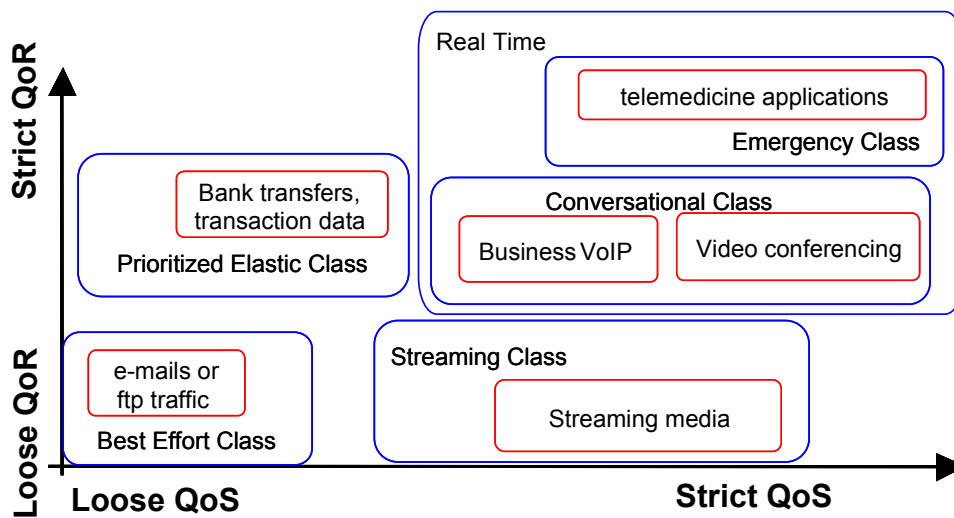 Strict QoR
Real Time
telemedicine applications
Emergency Class
Bank transfers,
transaction data
Prioritized Elastic Class
Conversational Class
Business VoIP
Video conferencing
Loose QoR
e-mails or
ftp traffic
Best Effort Class
Streaming Class
Streaming media
Loose QoS
Strict QoS